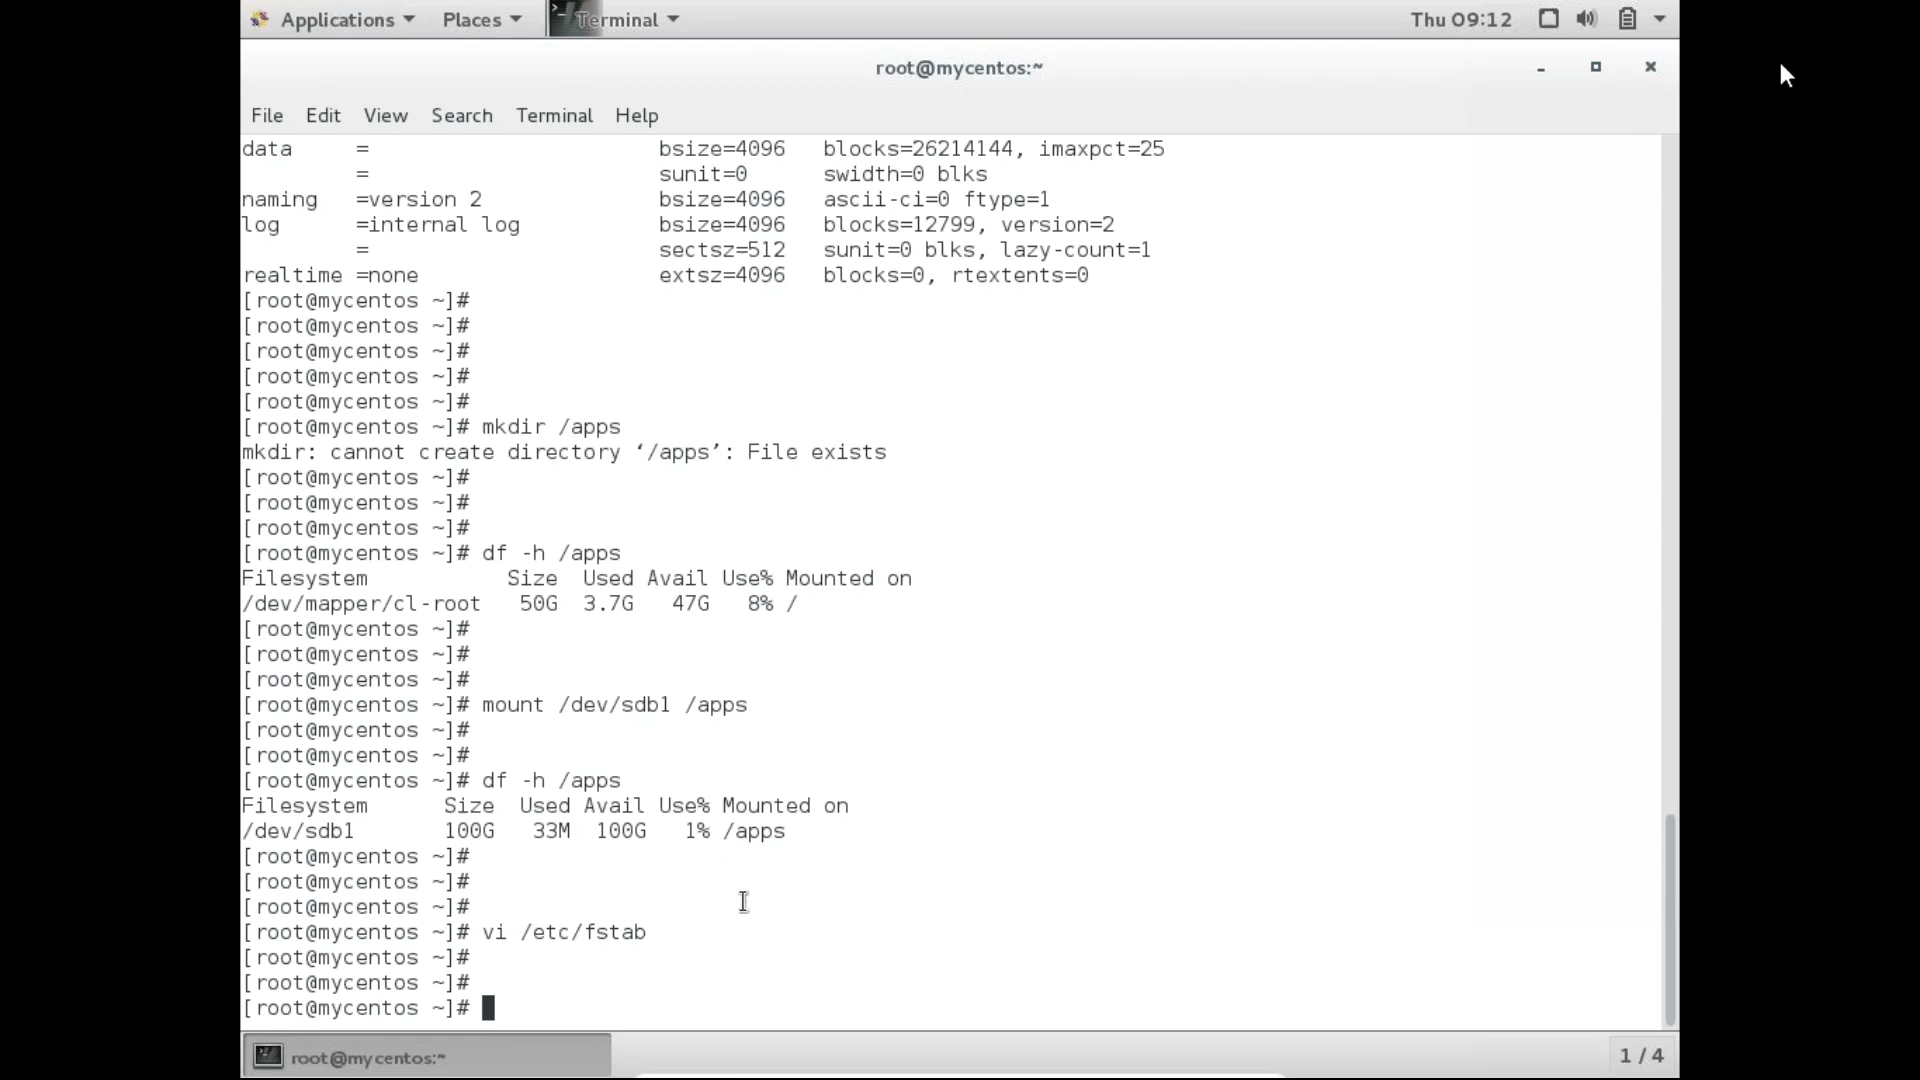 Applications Places Terminal Thu 09:12
root@mycentos:~
File Edit View Search Terminal Help
data = bsize=4096 blocks=26214144, imaxpct=25
= sunit=0 swidth=0 blks
naming =version 2 bsize=4096 ascii-ci=0 ftype=1
log =internal log bsize=4096 blocks=12799, version=2
= sectsz=512 sunit=0 blks, lazy-count=1
realtime =none extsz=4096 blocks=0, rtextents=0
[root@mycentos ~]#
[root@mycentos ~]#
[root@mycentos ~]#
[root@mycentos ~]#
[root@mycentos ~]#
[root@mycentos ~]# mkdir /apps
mkdir: cannot create directory ‘/apps’: File exists
[root@mycentos ~]#
[root@mycentos ~]#
[root@mycentos ~]#
[root@mycentos ~]# df -h /apps
Filesystem Size Used Avail Use% Mounted on
/dev/mapper/cl-root 50G 3.7G 47G 8% /
[root@mycentos ~]#
[root@mycentos ~]#
[root@mycentos ~]#
[root@mycentos ~]# mount /dev/sdb1 /apps
[root@mycentos ~]#
[root@mycentos ~]#
[root@mycentos ~]# df -h /apps
Filesystem Size Used Avail Use% Mounted on
/dev/sdb1 100G 33M 100G 1% /apps
[root@mycentos ~]#
[root@mycentos ~]#
[root@mycentos ~]#
[root@mycentos ~]# vi /etc/fstab
[root@mycentos ~]#
[root@mycentos ~]#
[root@mycentos ~]#
root@mycentos:~ 1 / 4